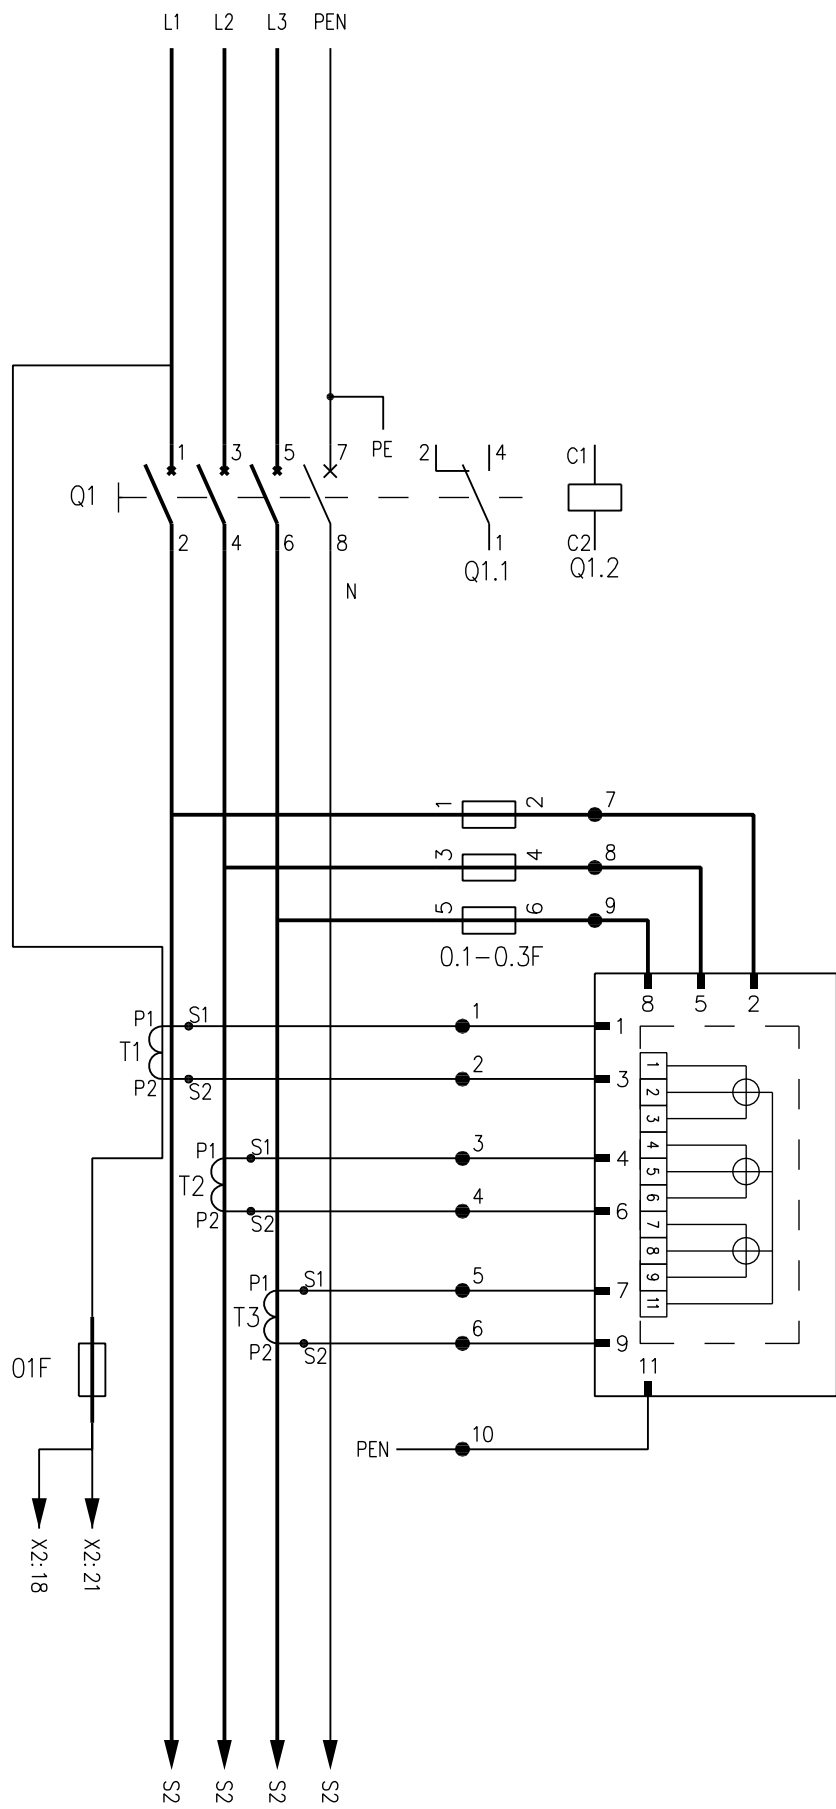 L1 L2 L3 PEN
PE
1 3 5 7 2 4 C1
Q1
2 4 6 8 1 C2
Q1.1 Q1.2
N
1 2 7
3 4 8
5 6 9
0.1-0.3F
8 5 2
P1 S1 1 1
T1
P2 S2 2 3
P1 S1 3 4
T2
P2 S2 4 6
P1 S1 5 7
T3
P2 S2 6 9
1
2
3
4
5
6
7
8
9
11
11
01F
PEN 10
X2:18 X2:21
S2 S2 S2 S2